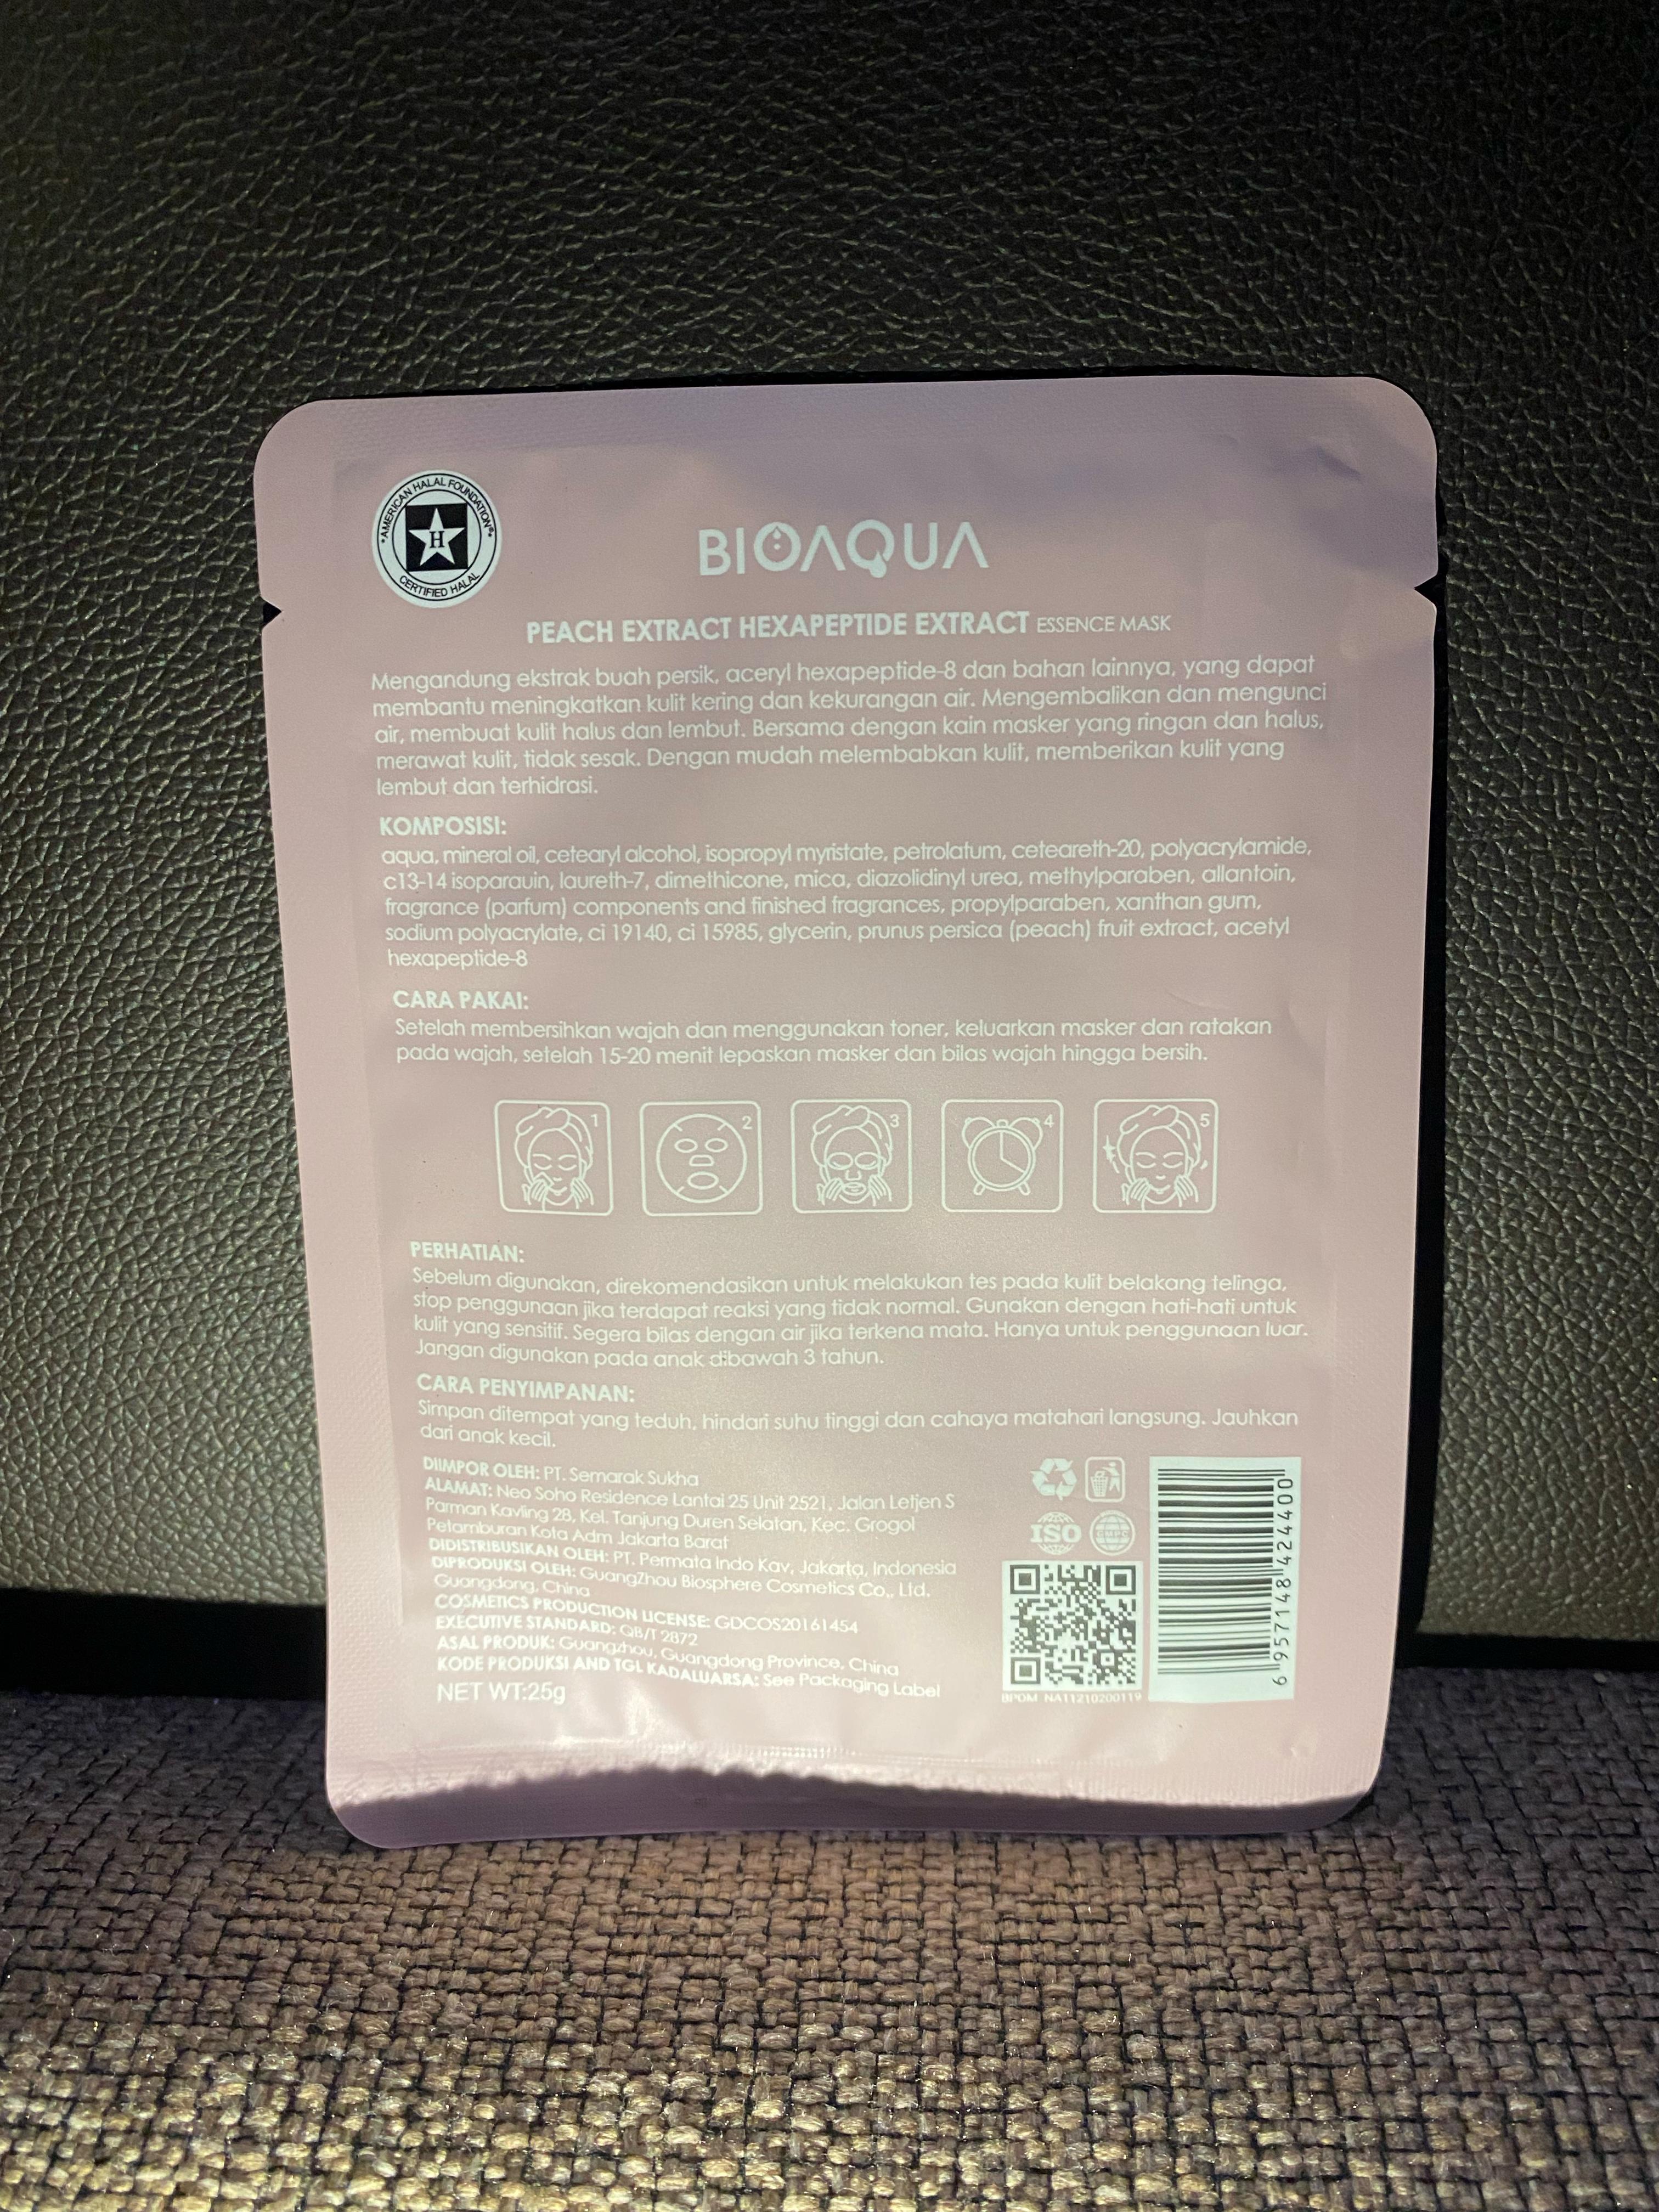 AMERICAN HALAL FOUNDATION
H
CERTIFIED HALAL
BIOAQUA
PEACH EXTRACT HEXAPEPTIDE EXTRACT ESSENCE MASK
Mengandung ekstrak buah persik, aceryl hexapeptide-8 dan bahan lainnya, yang dapat
membantu meningkatkan kulit kering dan kekurangan air. Mengembalikan dan mengunci
air, membuat kulit halus dan lembut. Bersama dengan kain masker yang ringan dan halus,
merawat kulit, tidak sesak. Dengan mudah melembabkan kulit, memberikan kulit yang
lembut dan terhidrasi.
KOMPOSISI:
aqua, mineral oil, cetearyl alcohol, isopropyl myristate, petrolatum, ceteareth-20, polyacrylamide,
c13-14 isoparauin, laureth-7, dimethicone, mica, diazolidinyl urea, methylparaben, allantoin,
fragrance (parfum) components and finished fragrances, propylparaben, xanthan gum,
sodium polyacrylate, ci 19140, ci 15985, glycerin, prunus persica (peach) fruit extract, acetyl
hexapeptide-8
CARA PAKAI:
Setelah membersihkan wajah dan menggunakan toner, keluarkan masker dan ratakan
pada wajah, setelah 15-20 menit lepaskan masker dan bilas wajah hingga bersih.
1 2 3 4 5
PERHATIAN:
Sebelum digunakan, direkomendasikan untuk melakukan tes pada kulit belakang telinga,
stop penggunaan jika terdapat reaksi yang tidak normal. Gunakan dengan hati-hati untuk
kulit yang sensitif. Segera bilas dengan air jika terkena mata. Hanya untuk penggunaan luar.
Jangan digunakan pada anak dibawah 3 tahun.
CARA PENYIMPANAN:
Simpan ditempat yang teduh, hindari suhu tinggi dan cahaya matahari langsung. Jauhkan
dari anak kecil.
DIIMPOR OLEH: PT. Semarak Sukha
ALAMAT: Neo Soho Residence Lantai 25 Unit 2521, Jalan Letjen S
Parman Kavling 28, Kel. Tanjung Duren Selatan, Kec. Grogol
Petamburan Kota Adm Jakarta Barat
DIDISTRIBUSIKAN OLEH: PT. Permata Indo Kav, Jakarta, Indonesia
DIPRODUKSI OLEH: GuangZhou Biosphere Cosmetics Co,. Ltd.
Guangdong, China
COSMETICS PRODUCTION LICENSE: GDCOS20161454
EXECUTIVE STANDARD: QB/T 2872
ASAL PRODUK: Guangzhou, Guangdong Province, China
KODE PRODUKSI AND TGL KADALUARSA: See Packaging Label
NET WT:25g
ISO
BPOM NA11210200119
6957148424400